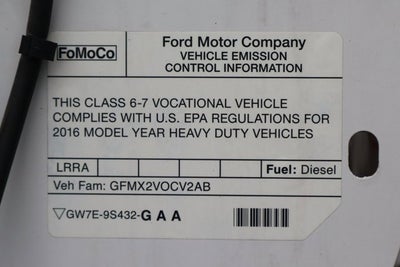 FoMoCo
Ford Motor Company
VEHICLE EMISSION
CONTROL INFORMATION
THIS CLASS 6-7 VOCATIONAL VEHICLE
COMPLIES WITH U.S. EPA REGULATIONS FOR
2016 MODEL YEAR HEAVY DUTY VEHICLES
LRRA Fuel: Diesel
Veh Fam: GFMX2VOCV2AB
▽GW7E-9S432-GAA